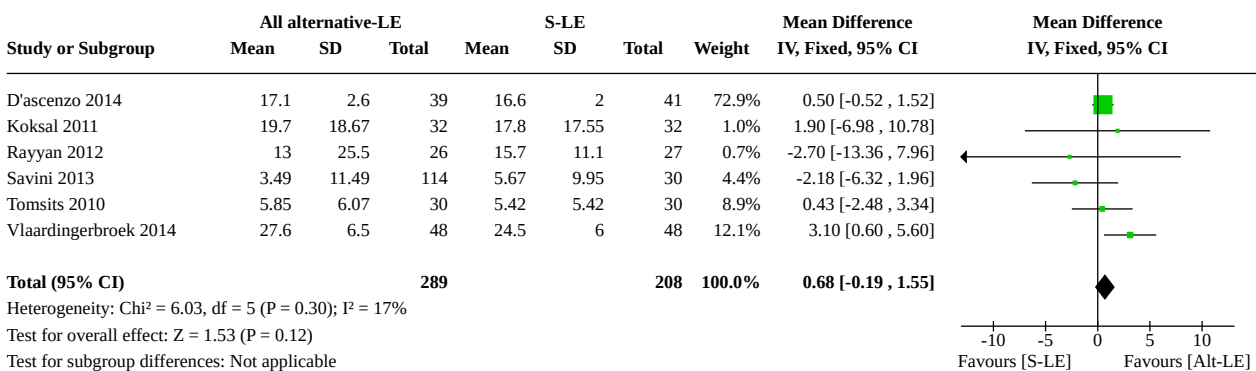 All alternative-LE S-LE Mean Difference Mean Difference
Study or Subgroup Mean SD Total Mean SD Total Weight IV, Fixed, 95% CI IV, Fixed, 95% CI
D'ascenzo 2014 17.1 2.6 39 16.6 2 41 72.9% 0.50 [-0.52 , 1.52]
Koksal 2011 19.7 18.67 32 17.8 17.55 32 1.0% 1.90 [-6.98 , 10.78]
Rayyan 2012 13 25.5 26 15.7 11.1 27 0.7% -2.70 [-13.36 , 7.96]
Savini 2013 3.49 11.49 114 5.67 9.95 30 4.4% -2.18 [-6.32 , 1.96]
Tomsits 2010 5.85 6.07 30 5.42 5.42 30 8.9% 0.43 [-2.48 , 3.34]
Vlaardingerbroek 2014 27.6 6.5 48 24.5 6 48 12.1% 3.10 [0.60 , 5.60]
Total (95% CI) 289 208 100.0% 0.68 [-0.19 , 1.55]
Heterogeneity: Chi² = 6.03, df = 5 (P = 0.30); I² = 17%
Test for overall effect: Z = 1.53 (P = 0.12)
-10 -5 0 5 10
Test for subgroup differences: Not applicable Favours [S-LE] Favours [Alt-LE]